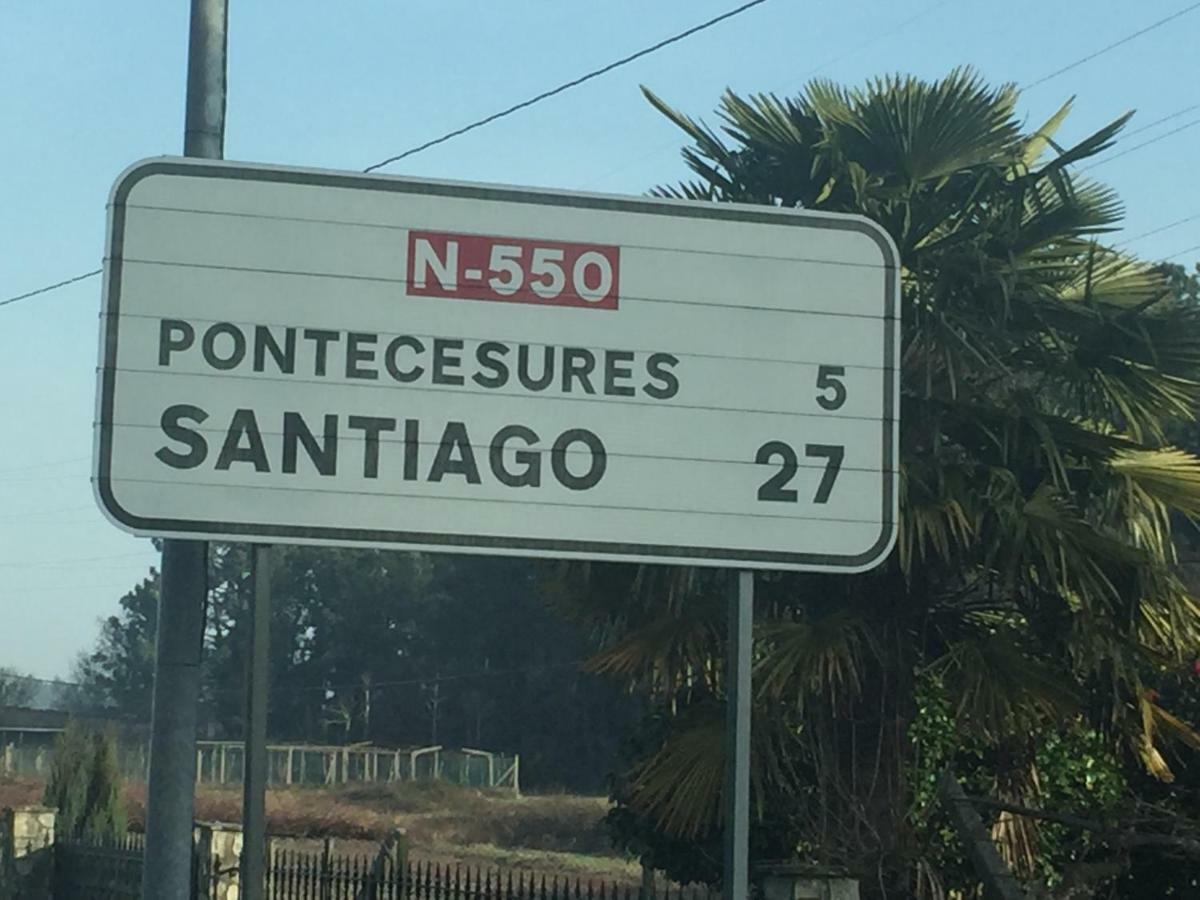 N-550
PONTECESURES 5
SANTIAGO 27